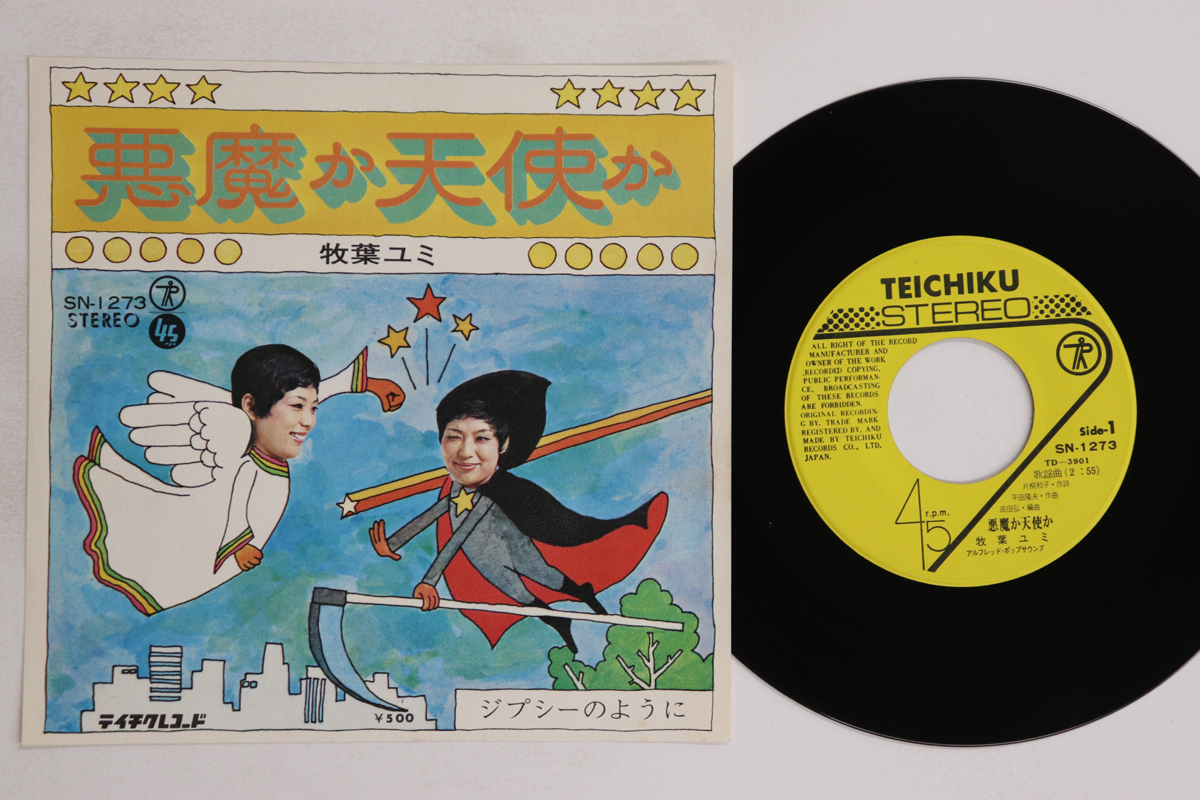 悪魔か天使か
牧葉ユミ
SN-1273
STEREO
45
rpm
テイチクレコード
¥500
ジプシーのように
TEICHIKU
STEREO
ALL RIGHT OF THE RECORD
MANUFACTURER AND
OWNER OF THE WORK
RECORDED COPYING,
PUBLIC PERFORMAN-
CE, BROADCASTING
OF THESE RECORDS
ARE FORBIDDEN.
ORIGINAL RECORDIN-
G BY. TRADE MARK
REGISTERED BY, AND
MADE BY TEICHIKU
RECORDS CO., LTD.
JAPAN.
Side-1
SN-1273
TD-3901
歌謡曲(2:55)
片桐和子・作詩
平田隆夫・作曲
高田弘・編曲
悪魔か天使か
牧葉ユミ
アルフレッド・ポップサウンズ
45 r.p.m.